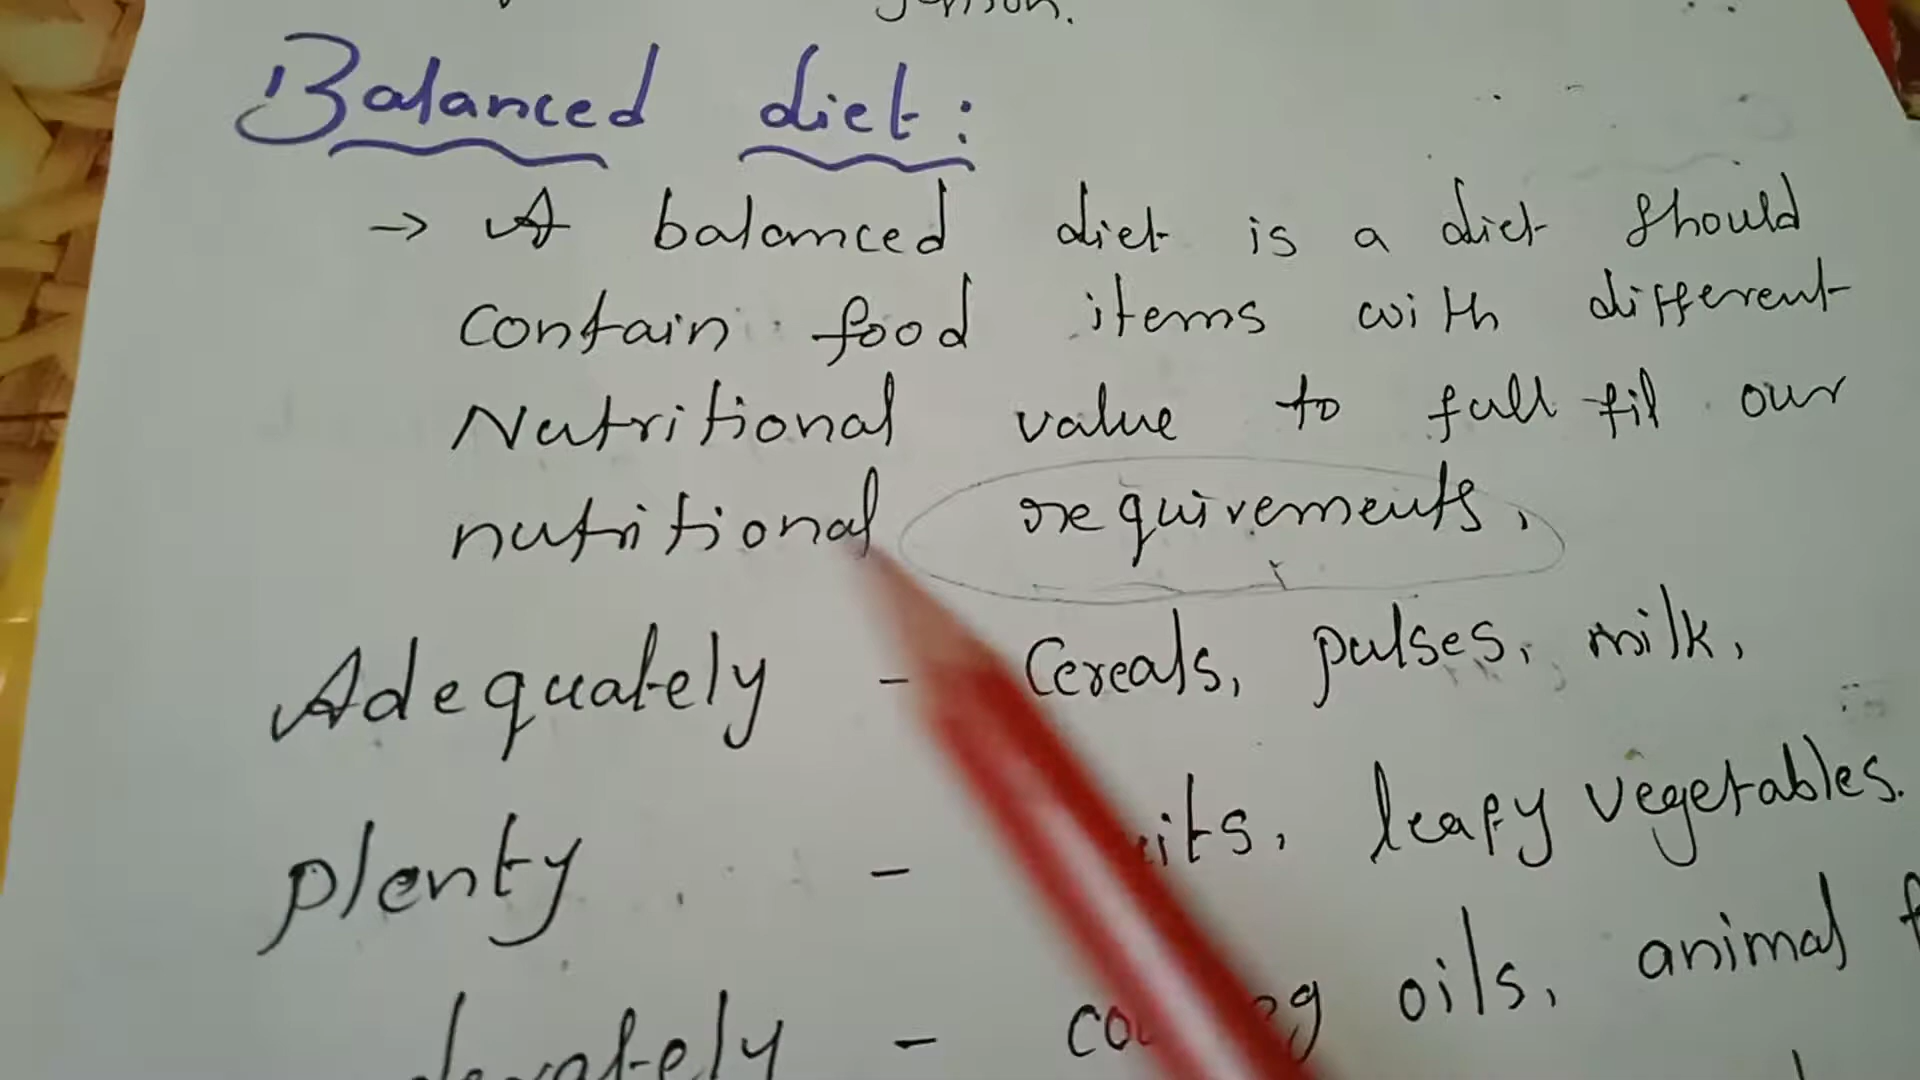 Balanced diet:
→ A balanced diet is a diet should
contain food items with different
Nutritional value to full fil our
nutritional requirements.
Adequately - Cereals, pulses, milk,
plenty - leafy vegetables.
- oils, animal